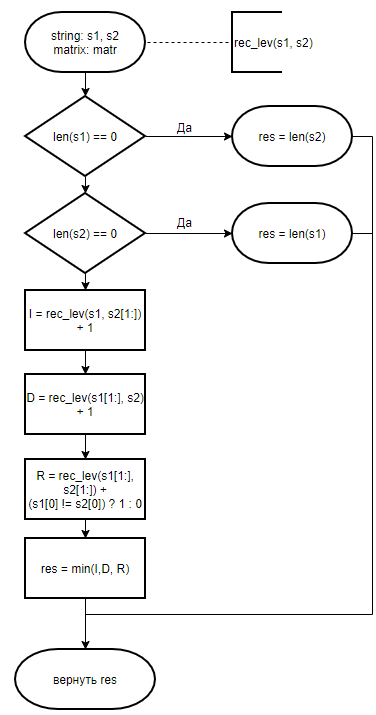 string: s1, s2
matrix: matr
rec_lev(s1, s2)
len(s1) == 0
Да
res = len(s2)
len(s2) == 0
Да
res = len(s1)
I = rec_lev(s1, s2[1:])
+ 1
D = rec_lev(s1[1:], s2)
+ 1
R = rec_lev(s1[1:],
s2[1:]) +
(s1[0] != s2[0]) ? 1 : 0
res = min(I,D, R)
вернуть res